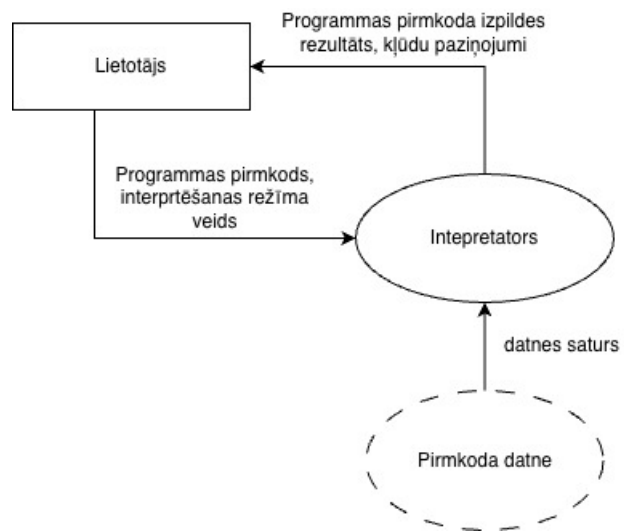 Programmas pirmkoda izpildes
rezultāts, kļūdu paziņojumi
Lietotājs
Programmas pirmkods,
interprtēšanas režīma
veids
Intepretators
datnes saturs
Pirmkoda datne